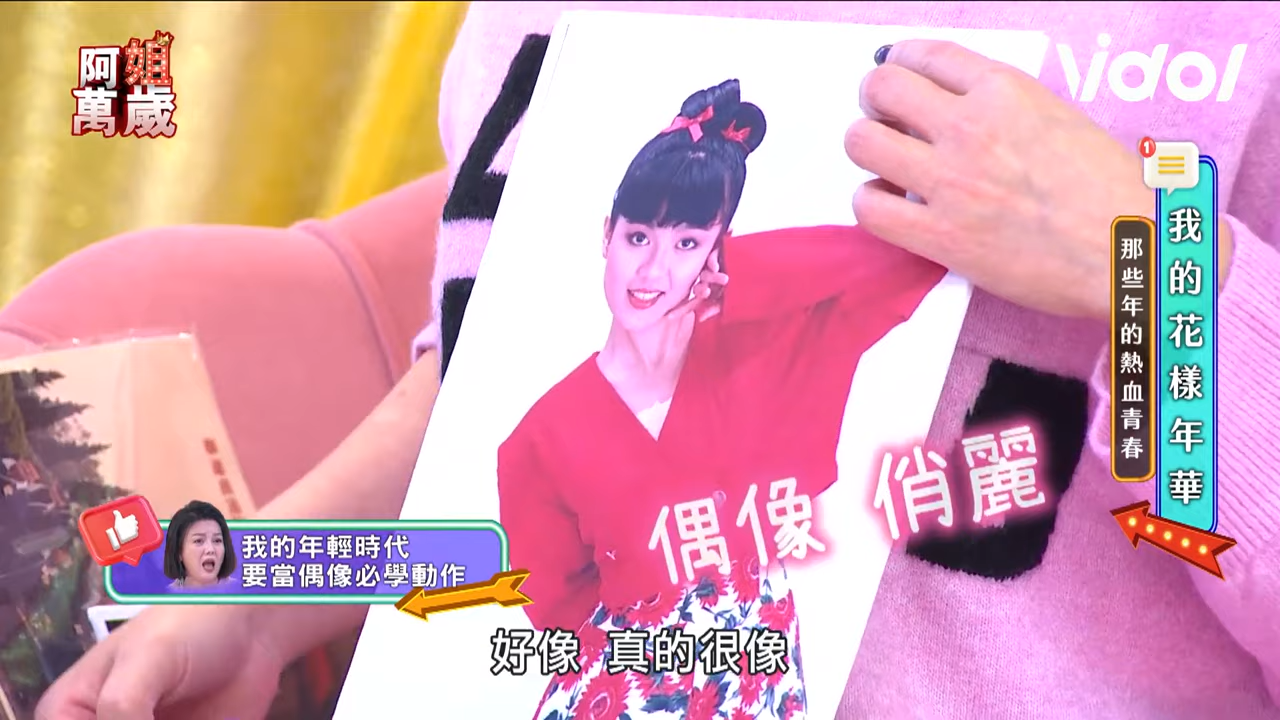 阿姐
萬歲
Vidol
1
我的花樣年華
那些年的熱血青春
偶像 俏麗
我的年輕時代
要當偶像必學動作
好像 真的很像